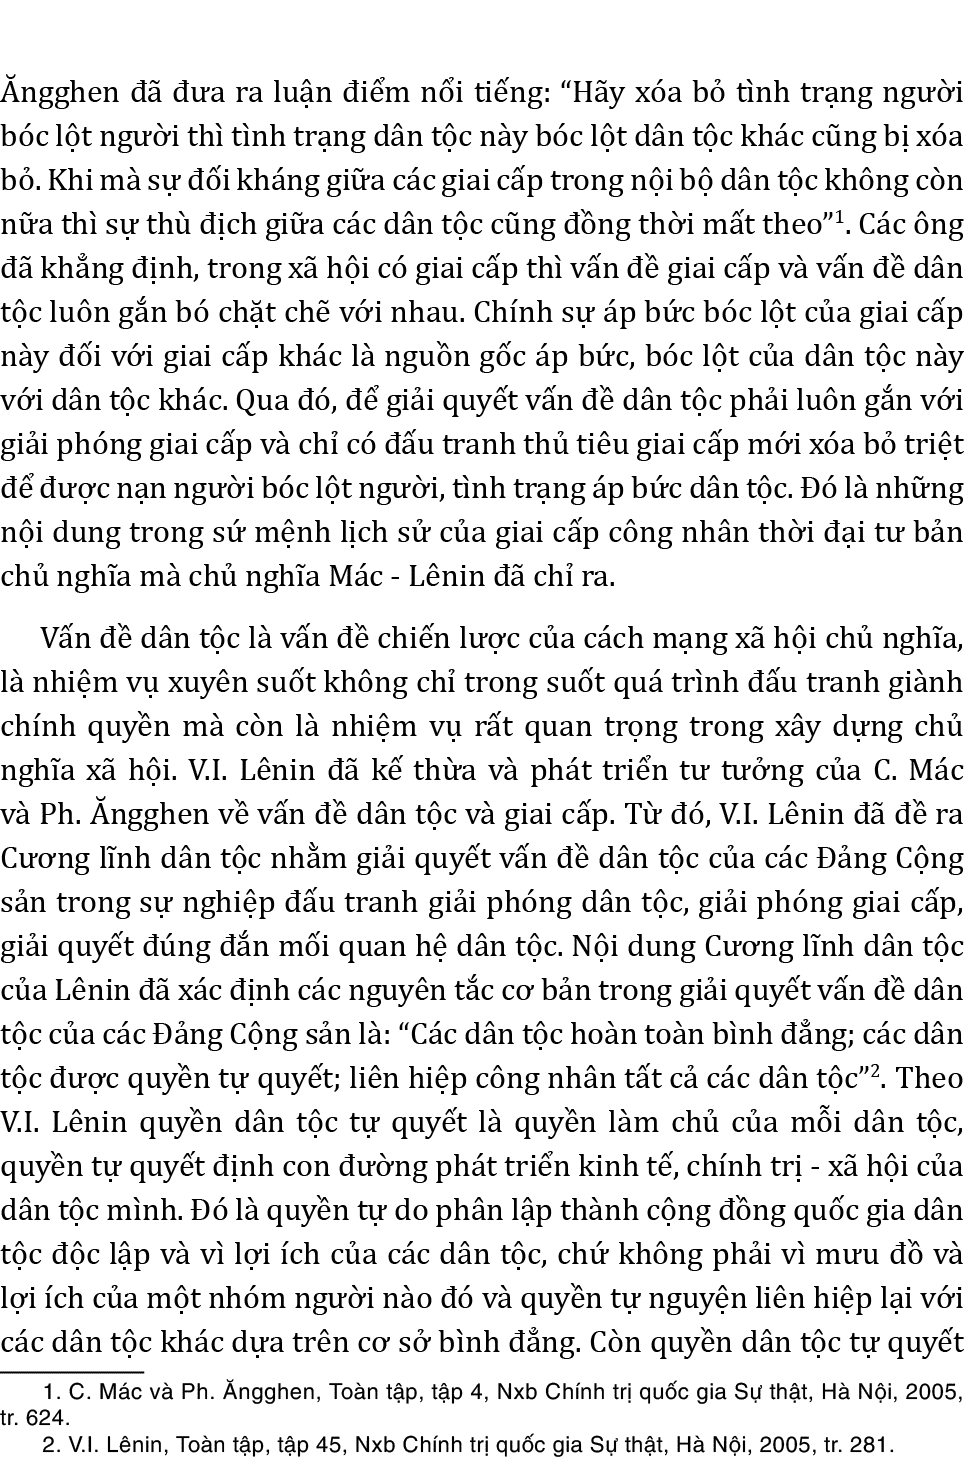 Ăngghen đã đưa ra luận điểm nổi tiếng: “Hãy xóa bỏ tình trạng người
bóc lột người thì tình trạng dân tộc này bóc lột dân tộc khác cũng bị xóa
bỏ. Khi mà sự đối kháng giữa các giai cấp trong nội bộ dân tộc không còn
nữa thì sự thù địch giữa các dân tộc cũng đồng thời mất theo”¹. Các ông
đã khẳng định, trong xã hội có giai cấp thì vấn đề giai cấp và vấn đề dân
tộc luôn gắn bó chặt chẽ với nhau. Chính sự áp bức bóc lột của giai cấp
này đối với giai cấp khác là nguồn gốc áp bức, bóc lột của dân tộc này
với dân tộc khác. Qua đó, để giải quyết vấn đề dân tộc phải luôn gắn với
giải phóng giai cấp và chỉ có đấu tranh thủ tiêu giai cấp mới xóa bỏ triệt
để được nạn người bóc lột người, tình trạng áp bức dân tộc. Đó là những
nội dung trong sứ mệnh lịch sử của giai cấp công nhân thời đại tư bản
chủ nghĩa mà chủ nghĩa Mác - Lênin đã chỉ ra.
Vấn đề dân tộc là vấn đề chiến lược của cách mạng xã hội chủ nghĩa,
là nhiệm vụ xuyên suốt không chỉ trong suốt quá trình đấu tranh giành
chính quyền mà còn là nhiệm vụ rất quan trọng trong xây dựng chủ
nghĩa xã hội. V.I. Lênin đã kế thừa và phát triển tư tưởng của C. Mác
và Ph. Ăngghen về vấn đề dân tộc và giai cấp. Từ đó, V.I. Lênin đã đề ra
Cương lĩnh dân tộc nhằm giải quyết vấn đề dân tộc của các Đảng Cộng
sản trong sự nghiệp đấu tranh giải phóng dân tộc, giải phóng giai cấp,
giải quyết đúng đắn mối quan hệ dân tộc. Nội dung Cương lĩnh dân tộc
của Lênin đã xác định các nguyên tắc cơ bản trong giải quyết vấn đề dân
tộc của các Đảng Cộng sản là: “Các dân tộc hoàn toàn bình đẳng; các dân
tộc được quyền tự quyết; liên hiệp công nhân tất cả các dân tộc”². Theo
V.I. Lênin quyền dân tộc tự quyết là quyền làm chủ của mỗi dân tộc,
quyền tự quyết định con đường phát triển kinh tế, chính trị - xã hội của
dân tộc mình. Đó là quyền tự do phân lập thành cộng đồng quốc gia dân
tộc độc lập và vì lợi ích của các dân tộc, chứ không phải vì mưu đồ và
lợi ích của một nhóm người nào đó và quyền tự nguyện liên hiệp lại với
các dân tộc khác dựa trên cơ sở bình đẳng. Còn quyền dân tộc tự quyết
1. C. Mác và Ph. Ăngghen, Toàn tập, tập 4, Nxb Chính trị quốc gia Sự thật, Hà Nội, 2005,
tr. 624.
2. V.I. Lênin, Toàn tập, tập 45, Nxb Chính trị quốc gia Sự thật, Hà Nội, 2005, tr. 281.